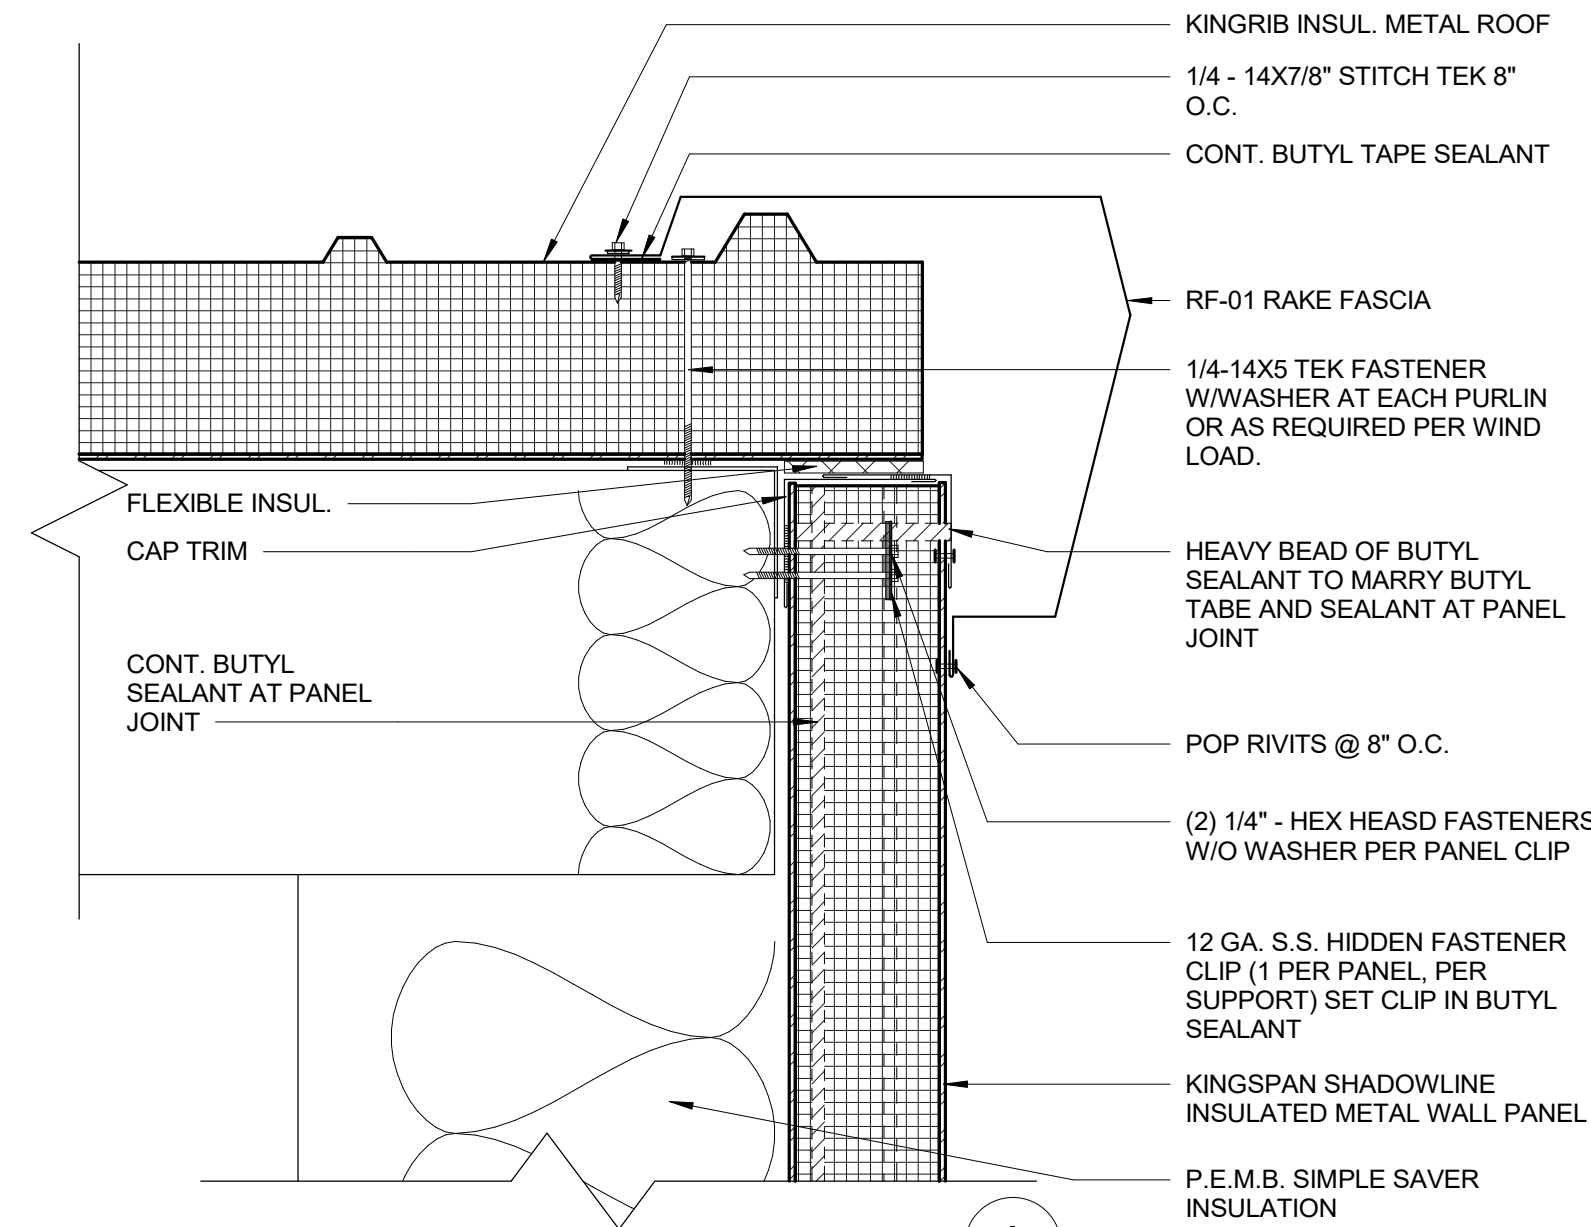 KINGRIB INSUL. METAL ROOF
1/4 - 14X7/8" STITCH TEK 8"
O.C.
CONT. BUTYL TAPE SEALANT
RF-01 RAKE FASCIA
1/4-14X5 TEK FASTENER
W/WASHER AT EACH PURLIN
OR AS REQUIRED PER WIND
LOAD.
FLEXIBLE INSUL.
CAP TRIM
HEAVY BEAD OF BUTYL
SEALANT TO MARRY BUTYL
TABE AND SEALANT AT PANEL
JOINT
CONT. BUTYL
SEALANT AT PANEL
JOINT
POP RIVITS @ 8" O.C.
(2) 1/4" - HEX HEASD FASTENERS
W/O WASHER PER PANEL CLIP
12 GA. S.S. HIDDEN FASTENER
CLIP (1 PER PANEL, PER
SUPPORT) SET CLIP IN BUTYL
SEALANT
KINGSPAN SHADOWLINE
INSULATED METAL WALL PANEL
P.E.M.B. SIMPLE SAVER
INSULATION